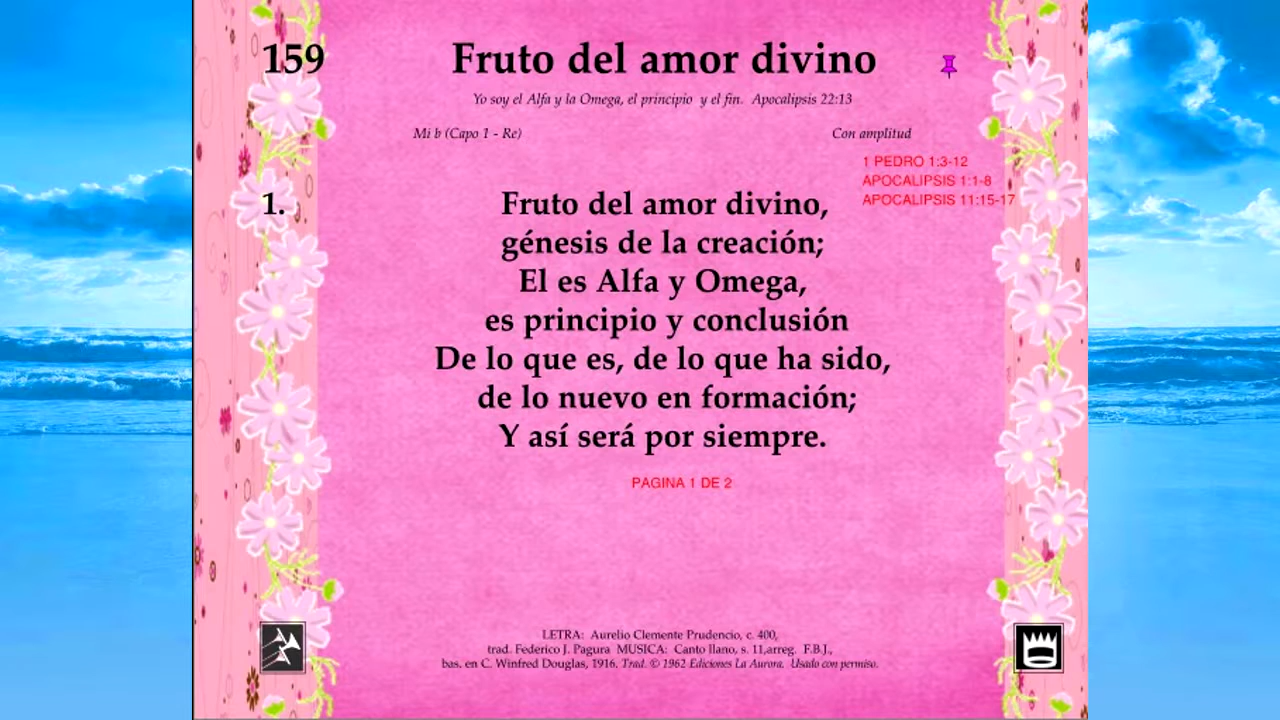 159
Fruto del amor divino
Yo soy el Alfa y la Omega, el principio y el fin. Apocalipsis 22:13
Mi b (Capo 1 - Re)
Con amplitud
1 PEDRO 1:3-12
APOCALIPSIS 1:1-8
APOCALIPSIS 11:15-17
1.
Fruto del amor divino,
génesis de la creación;
El es Alfa y Omega,
es principio y conclusión
De lo que es, de lo que ha sido,
de lo nuevo en formación;
Y así será por siempre.
PAGINA 1 DE 2
LETRA: Aurelio Clemente Prudencio, c. 400,
trad. Federico J. Pagura MUSICA: Canto llano, s. 11,arreg. F.B.J.,
bas. en C. Winfred Douglas, 1916. Trad. © 1962 Ediciones La Aurora. Usado con permiso.